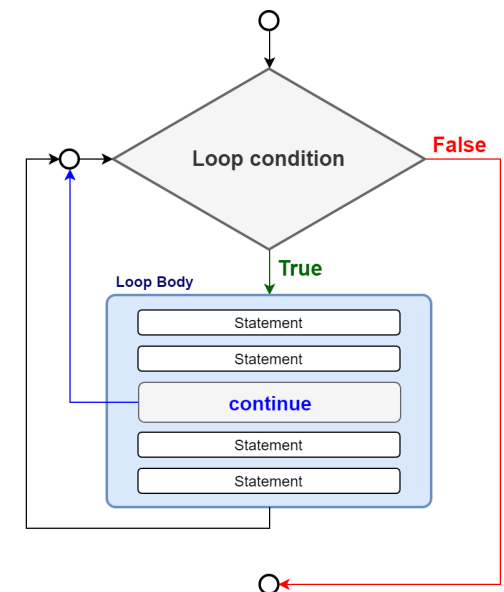 Loop condition
False
True
Loop Body
Statement
Statement
continue
Statement
Statement